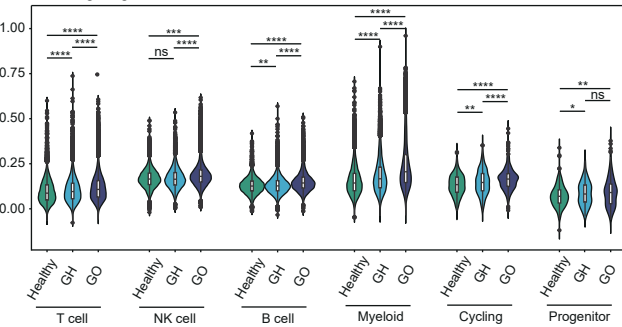 1.00
0.75
0.50
0.25
0.00
**** **** ****
ns *** ***
** **** ****
**** **** ****
** **** ****
* ns **
Healthy GH GO Healthy GH GO Healthy GH GO Healthy GH GO Healthy GH GO Healthy GH GO
T cell NK cell B cell Myeloid Cycling Progenitor